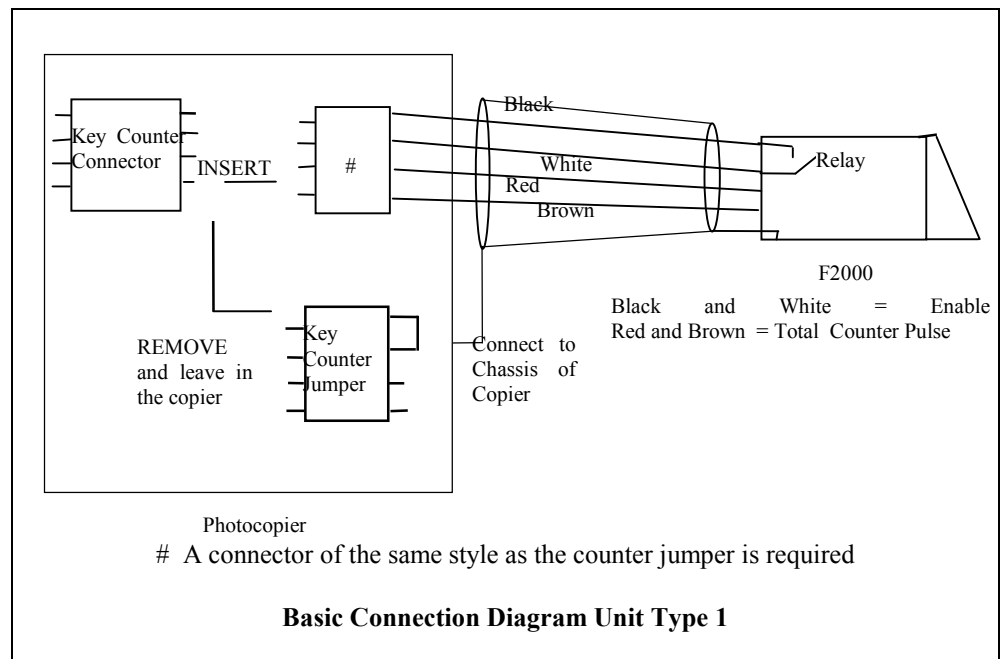 Key Counter
Connector
INSERT
#
Black
White
Red
Brown
Relay
F2000
Black and White = Enable
Red and Brown = Total Counter Pulse
REMOVE
and leave in
the copier
Key
Counter
Jumper
Connect to
Chassis of
Copier
Photocopier
# A connector of the same style as the counter jumper is required
Basic Connection Diagram Unit Type 1